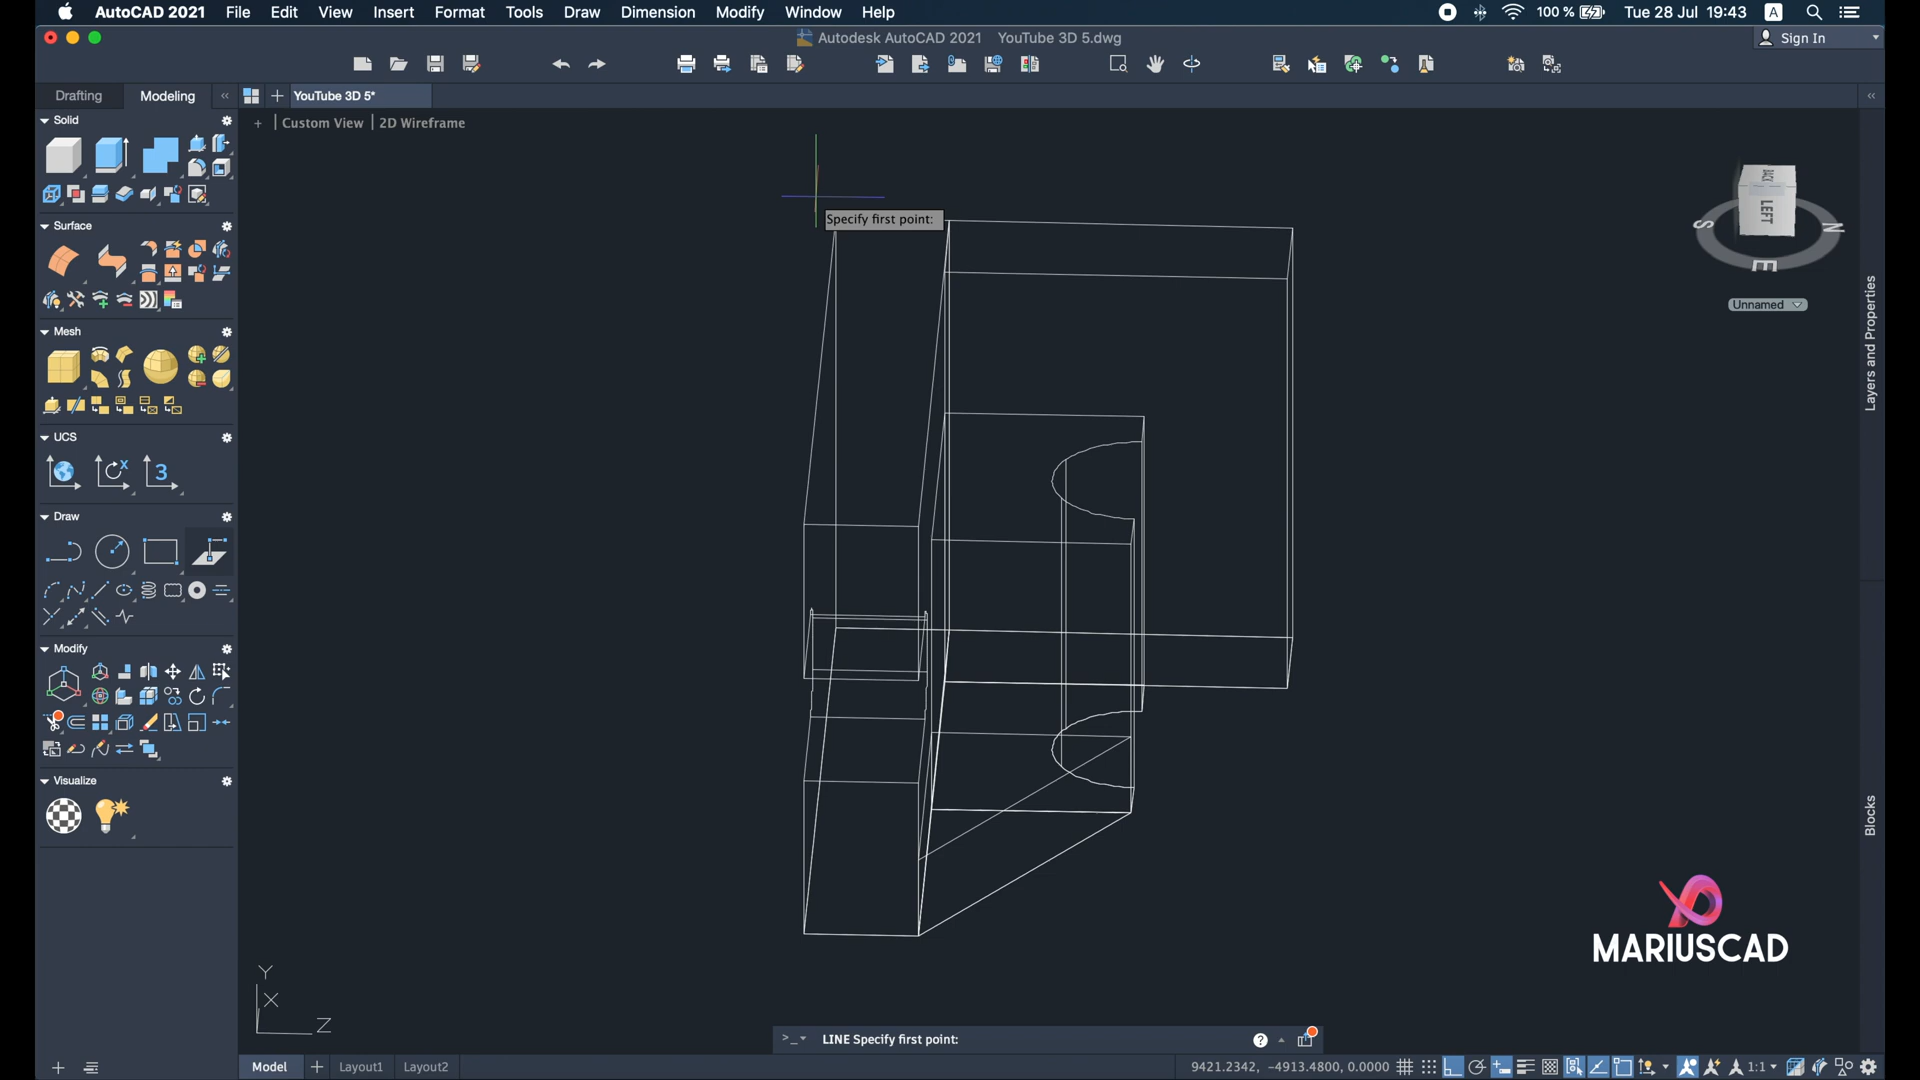 AutoCAD 2021 File Edit View Insert Format Tools Draw Dimension Modify Window Help 100 % Tue 28 Jul 19:43 A
Autodesk AutoCAD 2021 YouTube 3D 5.dwg
Sign In
Drafting Modeling YouTube 3D 5*
+ | Custom View | 2D Wireframe
Solid
Specify first point:
BACK
LEFT
S
N
E
Unnamed
Surface
Mesh
UCS
X
3
Draw
Modify
Visualize
Layers and Properties
Blocks
MARIUSCAD
Y
X
Z
>_ LINE Specify first point:
Model + Layout1 Layout2 9421.2342, -4913.4800, 0.0000 1:1